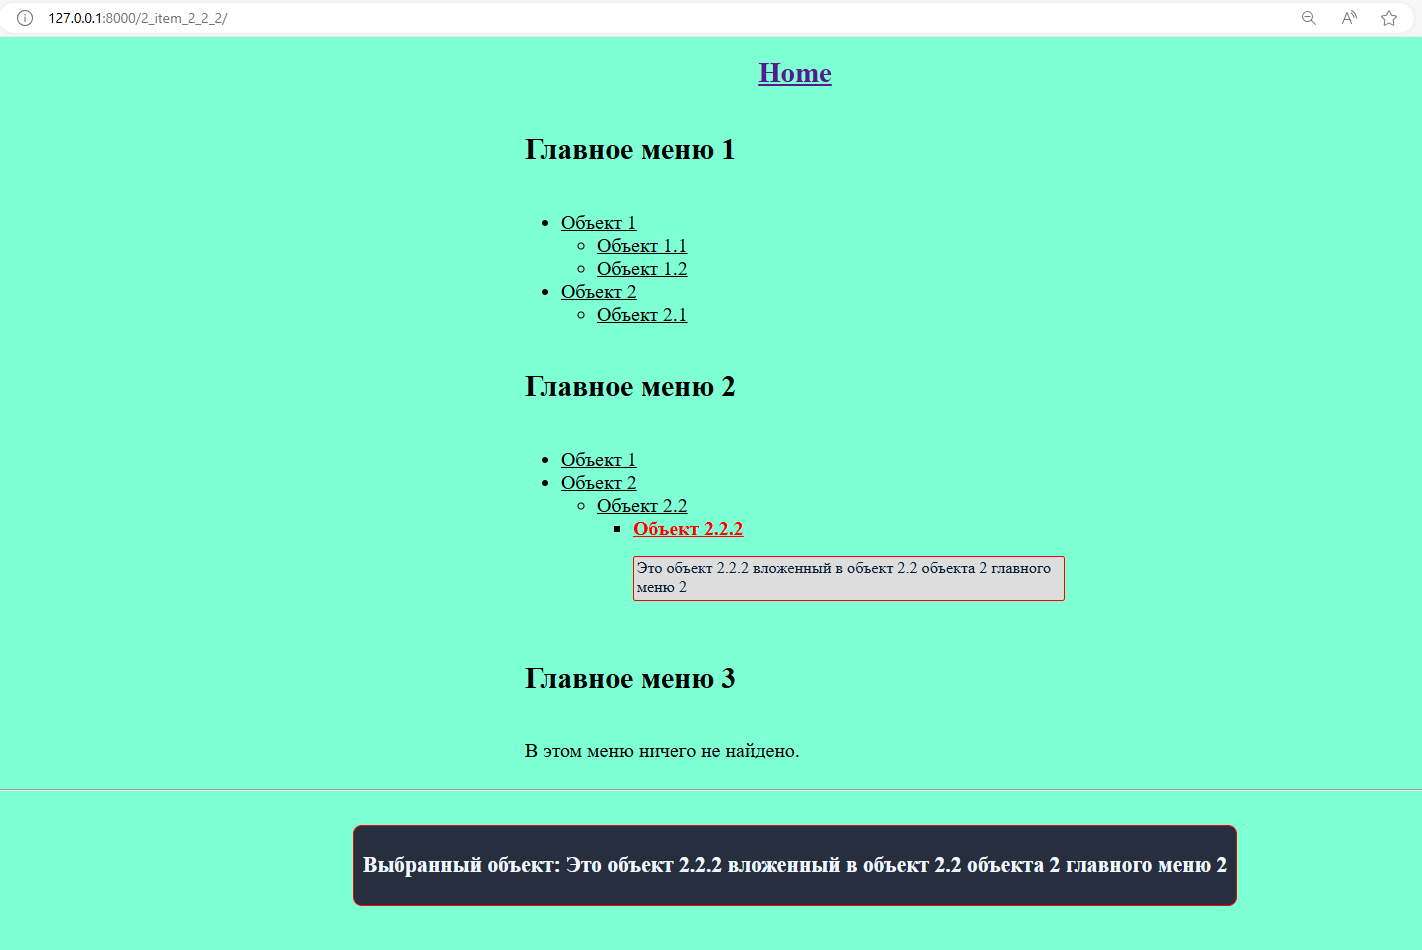 127.0.0.1:8000/2_item_2_2_2/
Home
Главное меню 1
Объект 1
Объект 1.1
Объект 1.2
Объект 2
Объект 2.1
Главное меню 2
Объект 1
Объект 2
Объект 2.2
Объект 2.2.2
Это объект 2.2.2 вложенный в объект 2.2 объекта 2 главного
меню 2
Главное меню 3
В этом меню ничего не найдено.
Выбранный объект: Это объект 2.2.2 вложенный в объект 2.2 объекта 2 главного меню 2